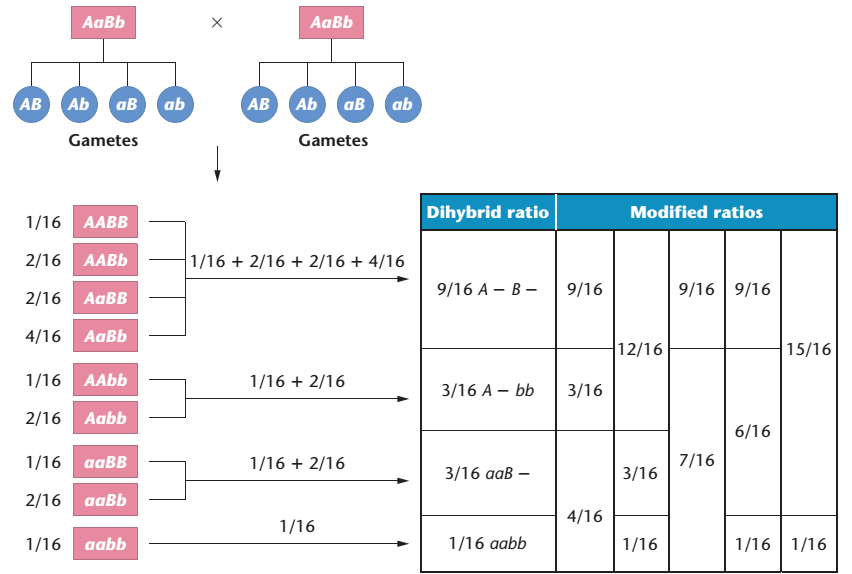 AaBb × AaBb
AB Ab aB ab AB Ab aB ab
Gametes Gametes
Dihybrid ratio Modified ratios
1/16 AABB
2/16 AABb
1/16 + 2/16 + 2/16 + 4/16
2/16 AaBB
4/16 AaBb
9/16 A − B − 9/16 9/16 9/16
12/16 15/16
1/16 AAbb
1/16 + 2/16
2/16 Aabb
3/16 A − bb 3/16
6/16
1/16 aaBB
1/16 + 2/16
2/16 aaBb
3/16 aaB − 3/16 7/16
4/16
1/16
1/16 aabb
1/16 aabb 1/16 1/16 1/16